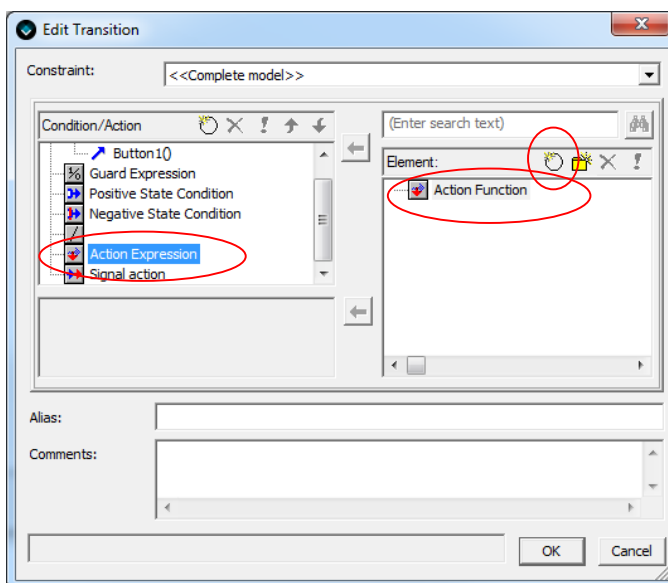 Edit Transition
Constraint:
<<Complete model>>
Condition/Action
(Enter search text)
Button1()
Element:
Guard Expression
Action Function
Positive State Condition
Negative State Condition
/
Action Expression
Signal action
Alias:
Comments:
OK
Cancel